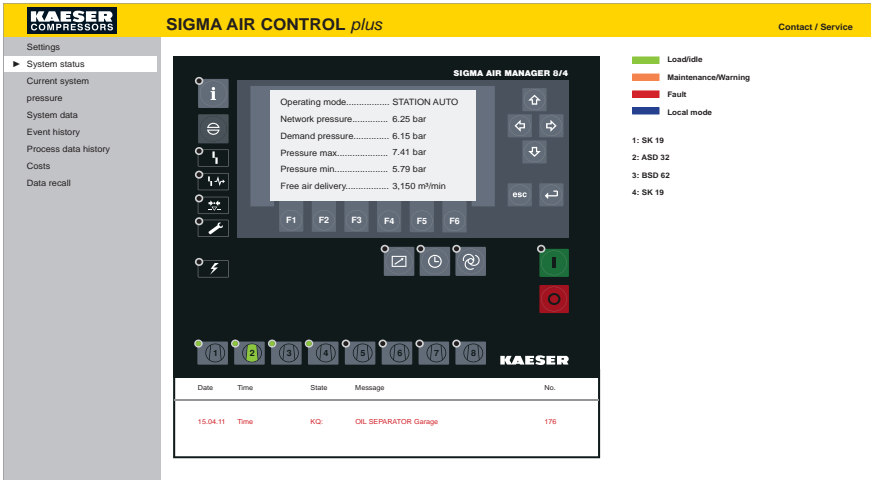 KAESER
COMPRESSORS
SIGMA AIR CONTROL plus
Contact / Service
Settings
System status
Current system
pressure
System data
Event history
Process data history
Costs
Data recall
SIGMA AIR MANAGER 8/4
i
Operating mode................ STATION AUTO
Network pressure............. 6.25 bar
Demand pressure............. 6.15 bar
Pressure max................... 7.41 bar
Pressure min.................... 5.79 bar
Free air delivery................ 3,150 m³/min
esc
F1 F2 F3 F4 F5 F6
I
O
1 2 3 4 5 6 7 8
KAESER
Date Time State Message No.
15.04.11 Time KQ: OIL SEPARATOR Garage 176
Load/idle
Maintenance/Warning
Fault
Local mode
1: SK 19
2: ASD 32
3: BSD 62
4: SK 19